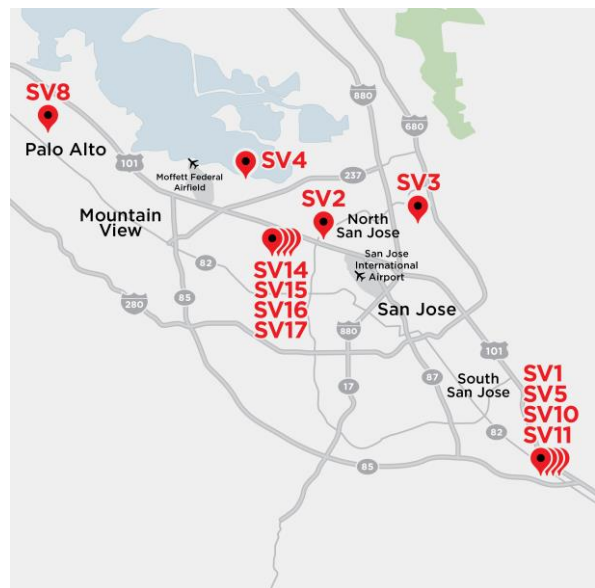 SV8
Palo Alto
101
Moffett Federal
Airfield
SV4
880
680
237
SV3
SV2
North
San Jose
Mountain
View
82
SV14
SV15
SV16
SV17
San Jose
International
Airport
280
85
San Jose
880
101
17
87
South
San Jose
SV1
SV5
SV10
SV11
82
85